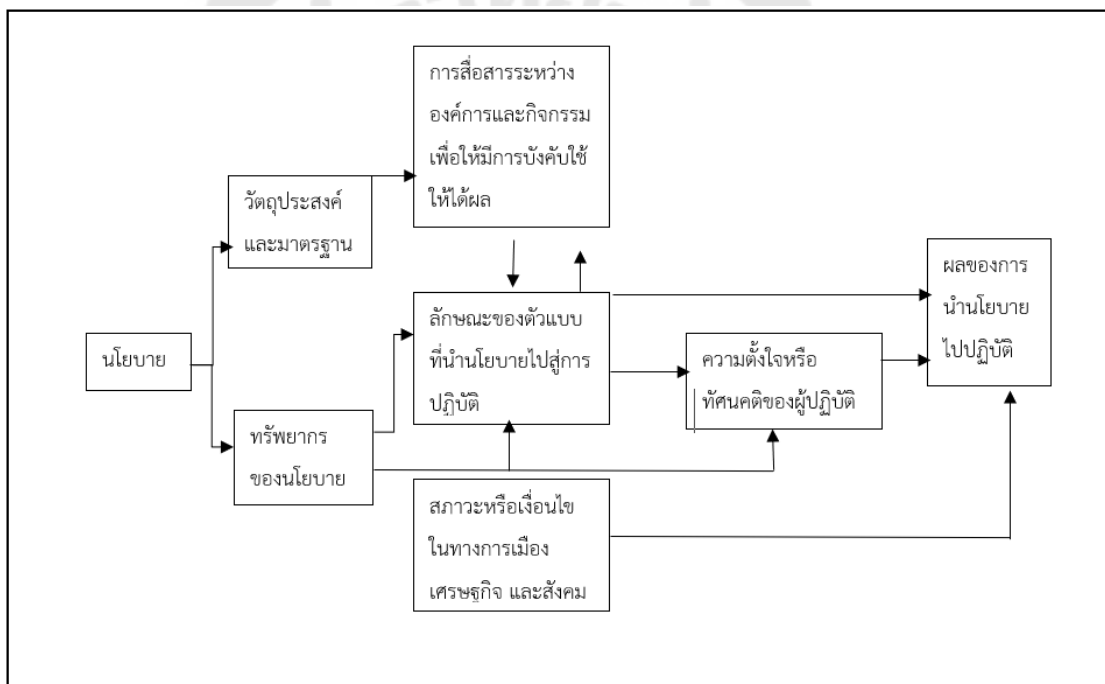 การสื่อสารระหว่าง
องค์การและกิจกรรม
เพื่อให้มีการบังคับใช้
ให้ได้ผล
วัตถุประสงค์
และมาตรฐาน
ผลของการ
นำนโยบาย
ไปปฏิบัติ
ลักษณะของตัวแบบ
ที่นำนโยบายไปสู่การ
ปฏิบัติ
นโยบาย
ความตั้งใจหรือ
ทัศนคติของผู้ปฏิบัติ
ทรัพยากร
ของนโยบาย
สภาวะหรือเงื่อนไข
ในทางการเมือง
เศรษฐกิจ และสังคม